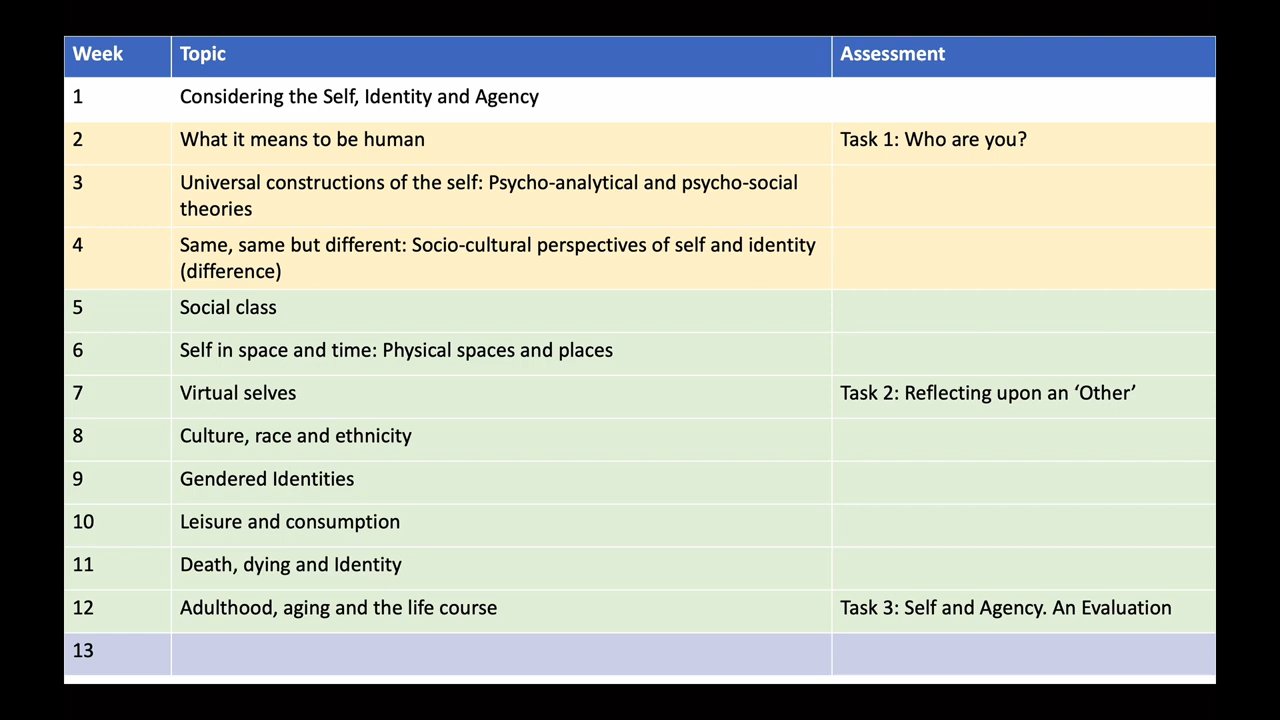 Week Topic Assessment
1 Considering the Self, Identity and Agency
2 What it means to be human Task 1: Who are you?
3 Universal constructions of the self: Psycho-analytical and psycho-social
theories
4 Same, same but different: Socio-cultural perspectives of self and identity
(difference)
5 Social class
6 Self in space and time: Physical spaces and places
7 Virtual selves Task 2: Reflecting upon an ‘Other’
8 Culture, race and ethnicity
9 Gendered Identities
10 Leisure and consumption
11 Death, dying and Identity
12 Adulthood, aging and the life course Task 3: Self and Agency. An Evaluation
13